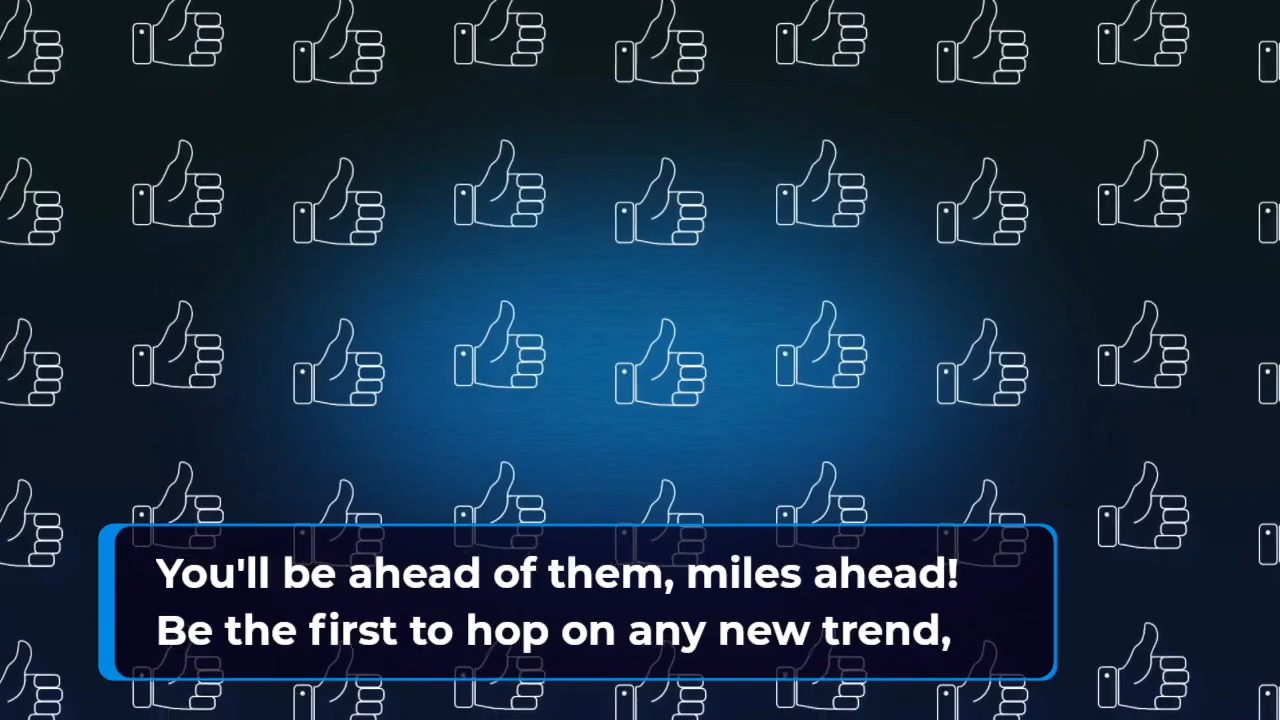 You'll be ahead of them, miles ahead!
Be the first to hop on any new trend,